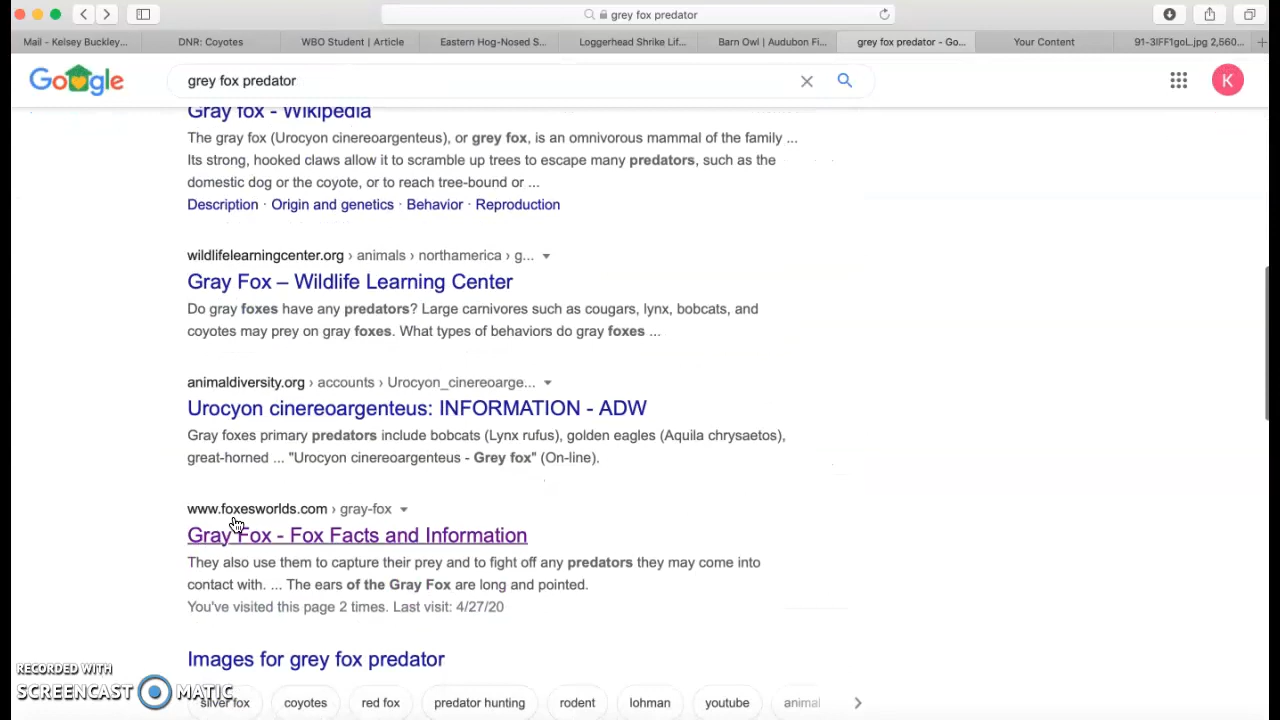 grey fox predator
Mail - Kelsey Buckley...
DNR: Coyotes
WBO Student | Article
Eastern Hog-Nosed S...
Loggerhead Shrike Lif...
Barn Owl | Audubon Fi...
grey fox predator - Go...
Your Content
91-3IFF1goL.jpg 2,560...
Google
grey fox predator
K
Gray fox - Wikipedia
The gray fox (Urocyon cinereoargenteus), or grey fox, is an omnivorous mammal of the family ...
Its strong, hooked claws allow it to scramble up trees to escape many predators, such as the
domestic dog or the coyote, or to reach tree-bound or ...
Description · Origin and genetics · Behavior · Reproduction
wildlifelearningcenter.org › animals › northamerica › g...
Gray Fox – Wildlife Learning Center
Do gray foxes have any predators? Large carnivores such as cougars, lynx, bobcats, and
coyotes may prey on gray foxes. What types of behaviors do gray foxes ...
animaldiversity.org › accounts › Urocyon_cinereoarge...
Urocyon cinereoargenteus: INFORMATION - ADW
Gray foxes primary predators include bobcats (Lynx rufus), golden eagles (Aquila chrysaetos),
great-horned ... "Urocyon cinereoargenteus - Grey fox" (On-line).
www.foxesworlds.com › gray-fox
Gray Fox - Fox Facts and Information
They also use them to capture their prey and to fight off any predators they may come into
contact with. ... The ears of the Gray Fox are long and pointed.
You've visited this page 2 times. Last visit: 4/27/20
Images for grey fox predator
silver fox
coyotes
red fox
predator hunting
rodent
lohman
youtube
animal
RECORDED WITH
SCREENCAST MATIC